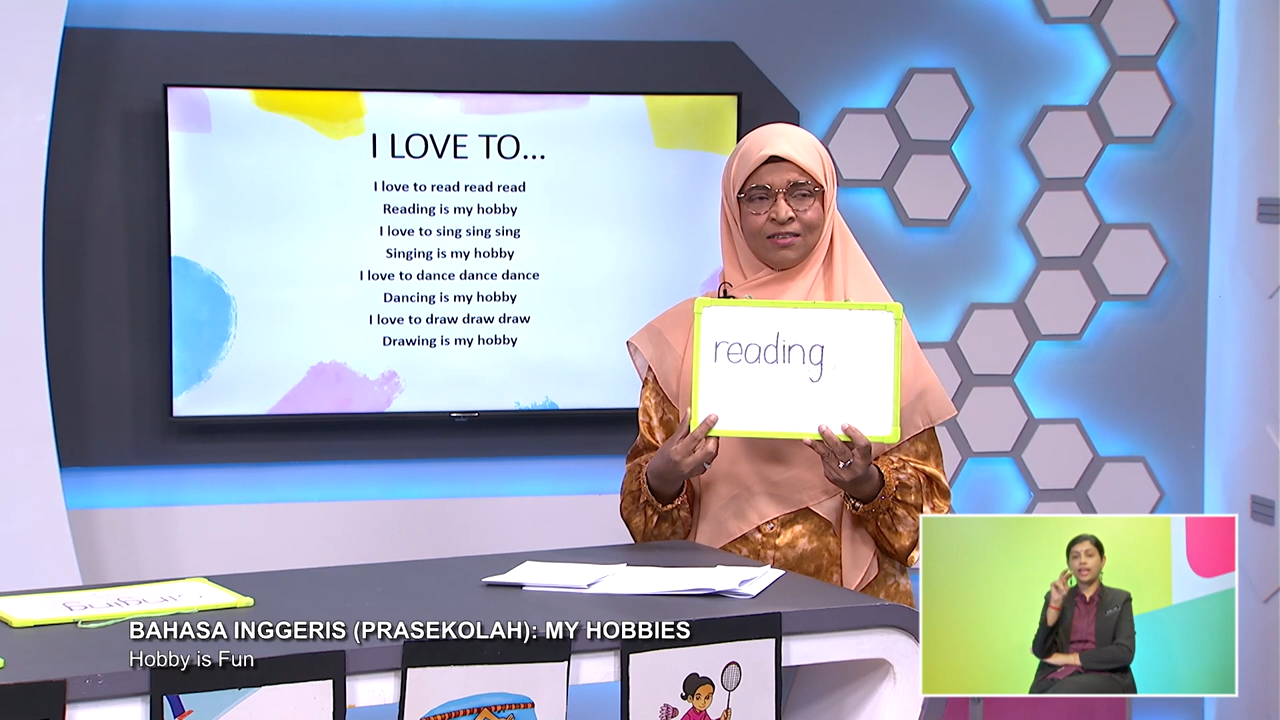 I LOVE TO...
I love to read read read
Reading is my hobby
I love to sing sing sing
Singing is my hobby
I love to dance dance dance
Dancing is my hobby
I love to draw draw draw
Drawing is my hobby
reading
BAHASA INGGERIS (PRASEKOLAH): MY HOBBIES
Hobby is Fun